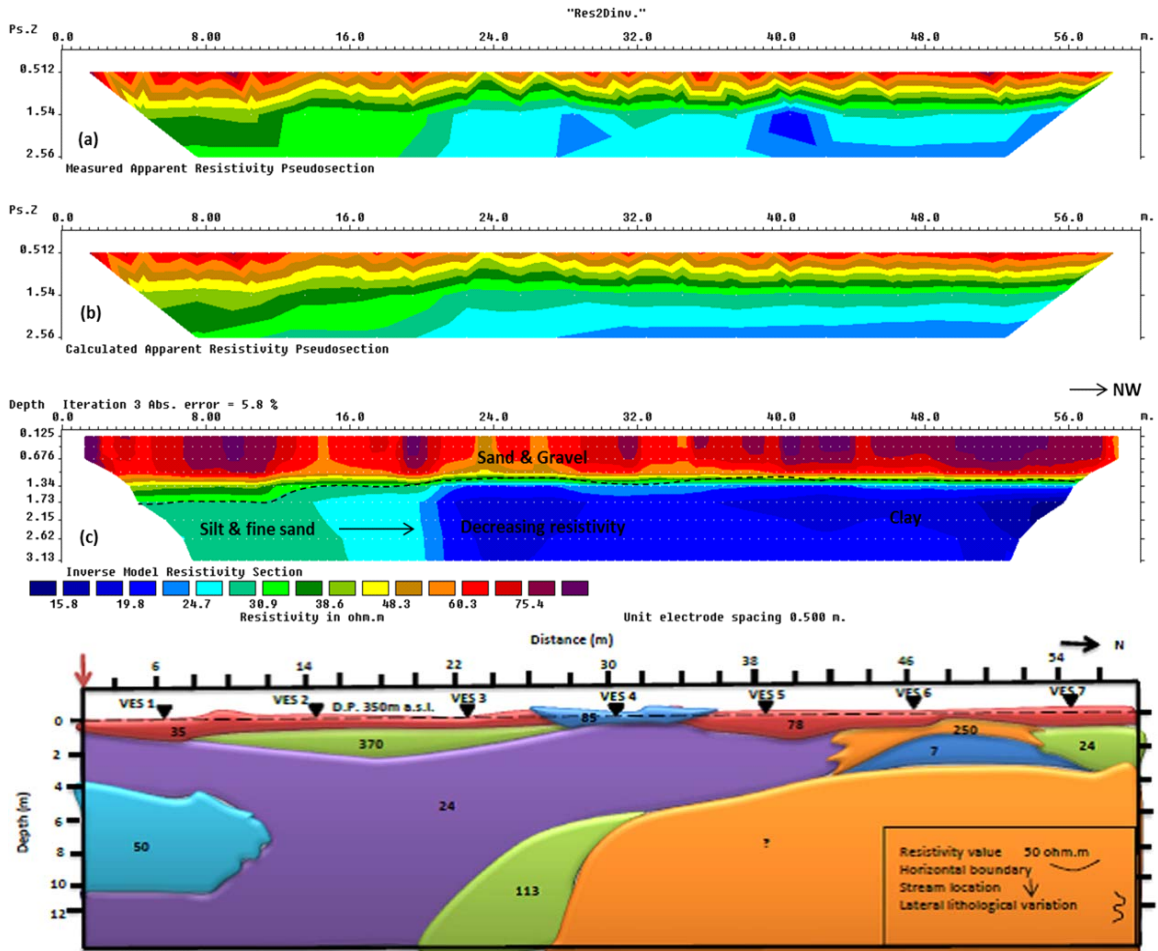 "Res2Dinv."
Ps.Z 0.0 8.00 16.0 24.0 32.0 40.0 48.0 56.0 m.
0.512
1.54
(a)
2.56
Measured Apparent Resistivity Pseudosection
Ps.Z 0.0 8.00 16.0 24.0 32.0 40.0 48.0 56.0 m.
0.512
1.54
(b)
2.56
Calculated Apparent Resistivity Pseudosection
NW
Depth Iteration 3 Abs. error = 5.8 %
0.0 8.00 16.0 24.0 32.0 40.0 48.0 56.0 m.
0.125
0.676
Sand & Gravel
1.34
1.73
2.15
Silt & fine sand Decreasing resistivity Clay
2.62
(c)
3.13
Inverse Model Resistivity Section
15.8 19.8 24.7 30.9 38.6 48.3 60.3 75.4
Resistivity in ohm.m Unit electrode spacing 0.500 m.
Distance (m)
N
6 14 22 30 38 46 54
VES 1 VES 2 D.P. 350m a.s.l. VES 3 VES 4 VES 5 VES 6 VES 7
0
35 85 78 250
370 7 24
2
4
24
6
50 ?
8
113
10
12
Depth (m)
Resistivity value 50 ohm.m
Horizontal boundary
Stream location
Lateral lithological variation